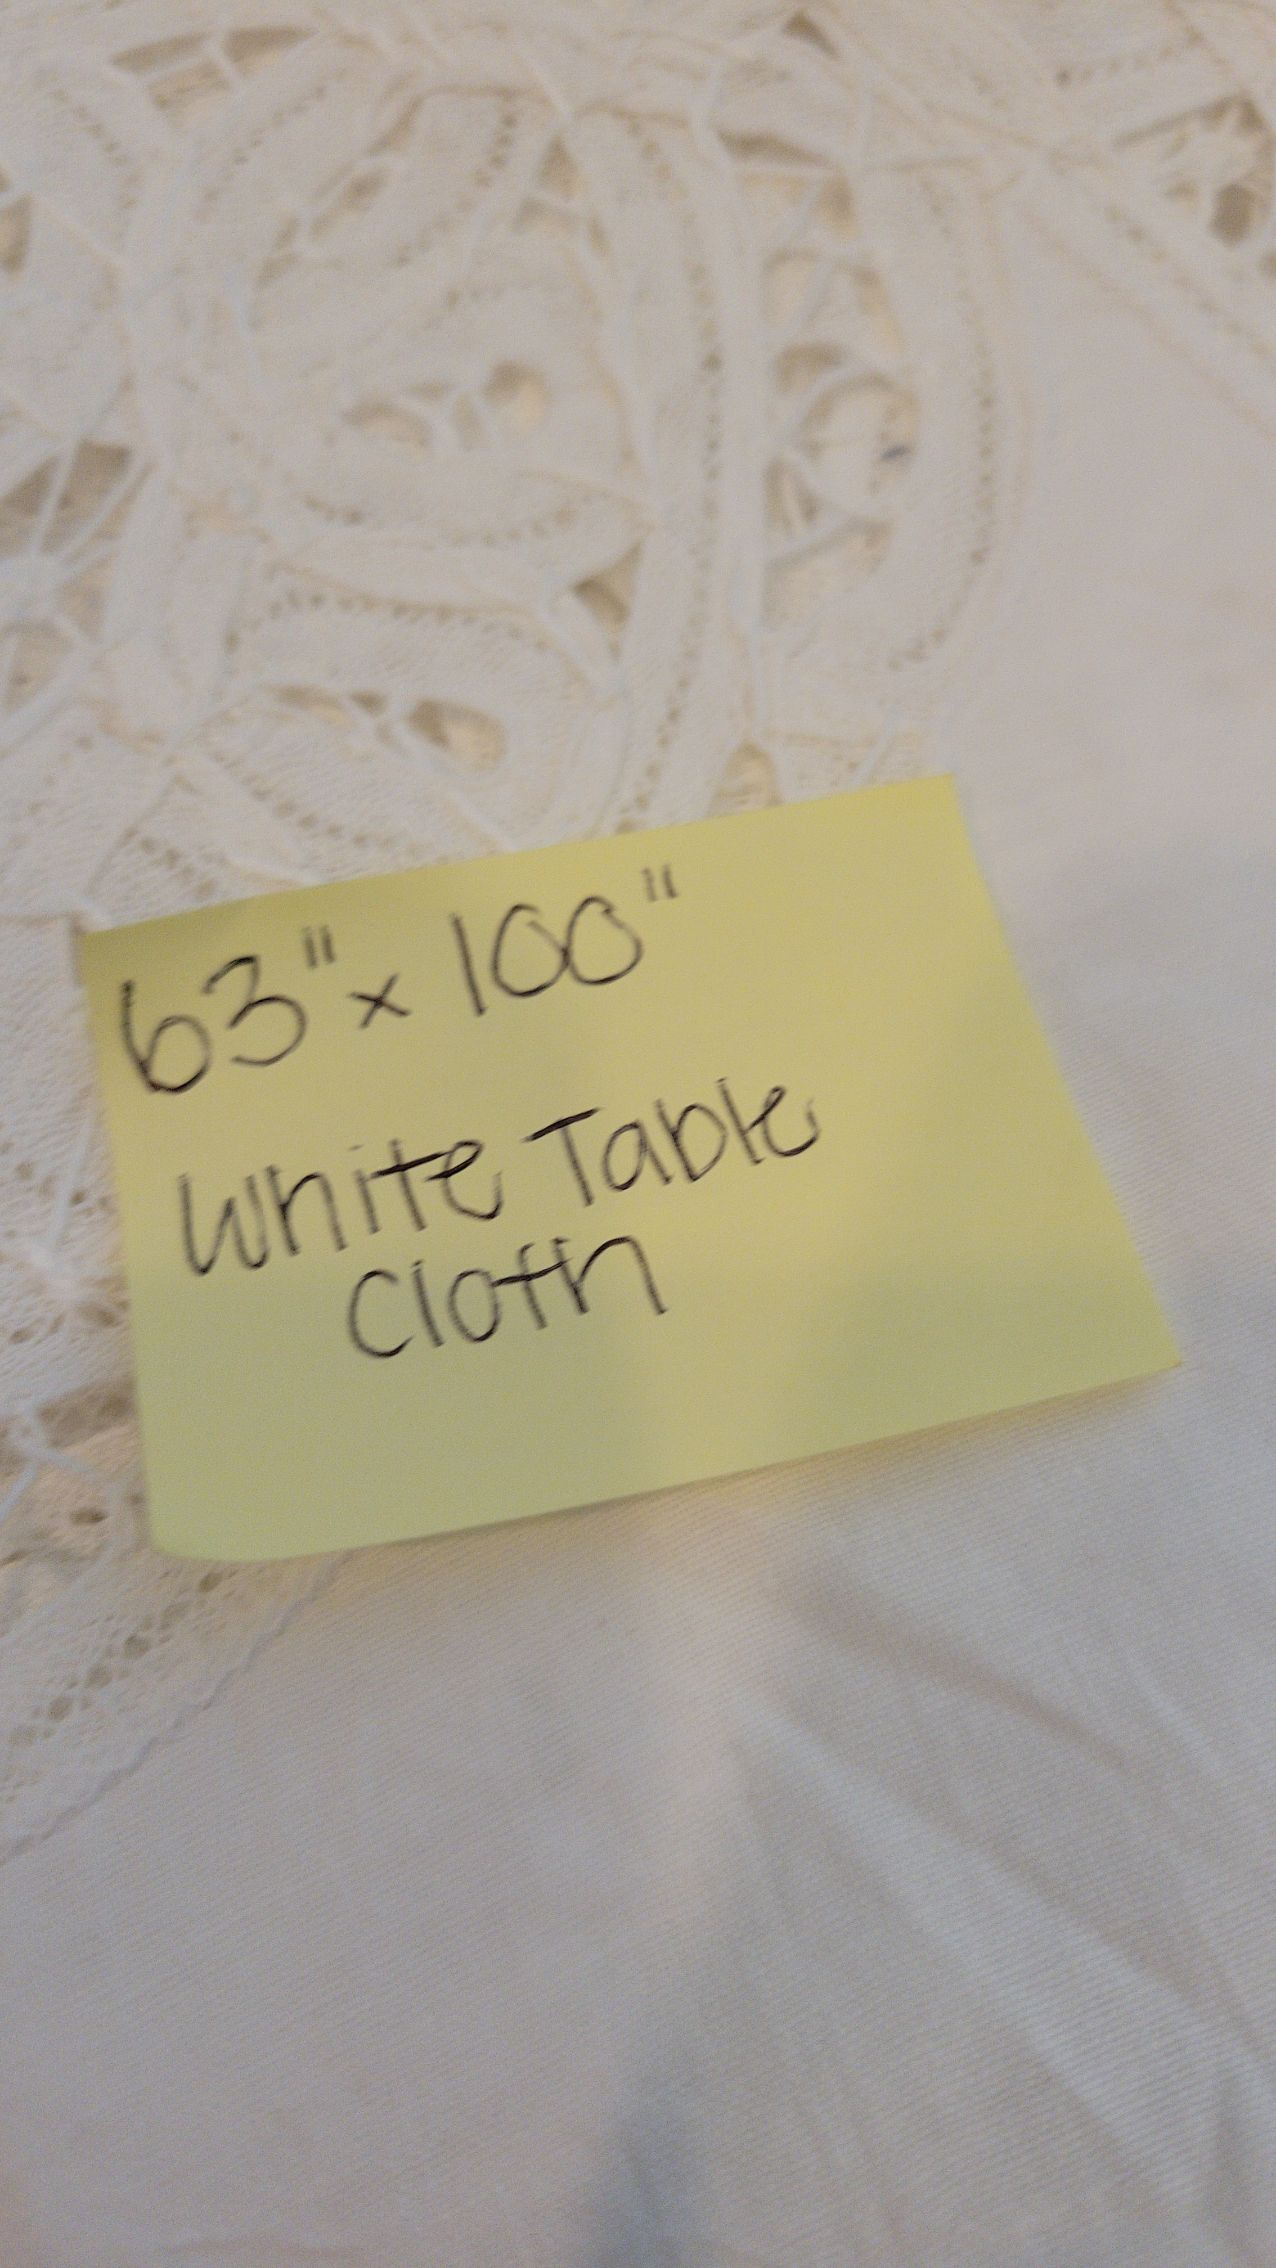 63" x 100"
White Table
Cloth